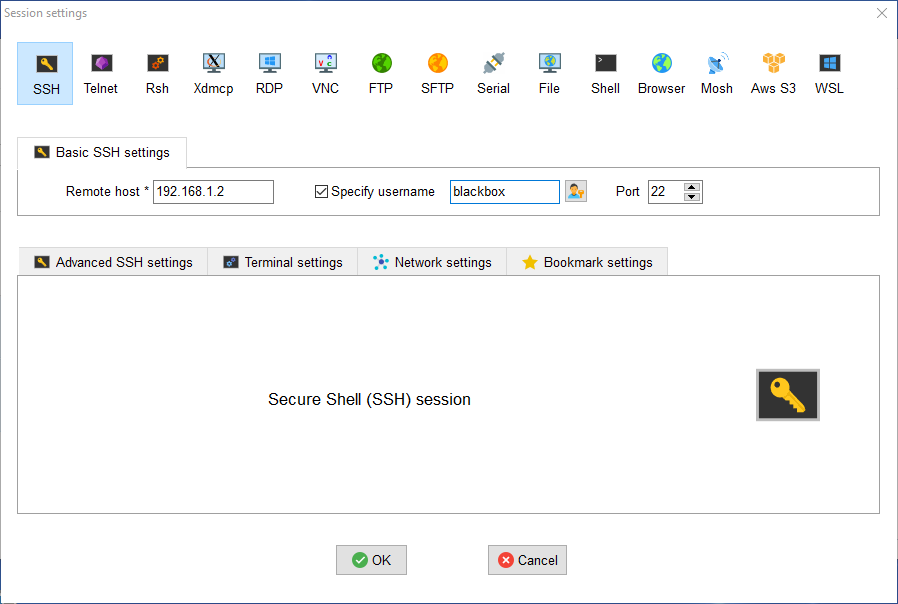 Session settings
SSH Telnet Rsh Xdmcp RDP VNC FTP SFTP Serial File Shell Browser Mosh Aws S3 WSL
Basic SSH settings
Remote host * 192.168.1.2 Specify username blackbox Port 22
Advanced SSH settings Terminal settings Network settings Bookmark settings
Secure Shell (SSH) session
OK Cancel